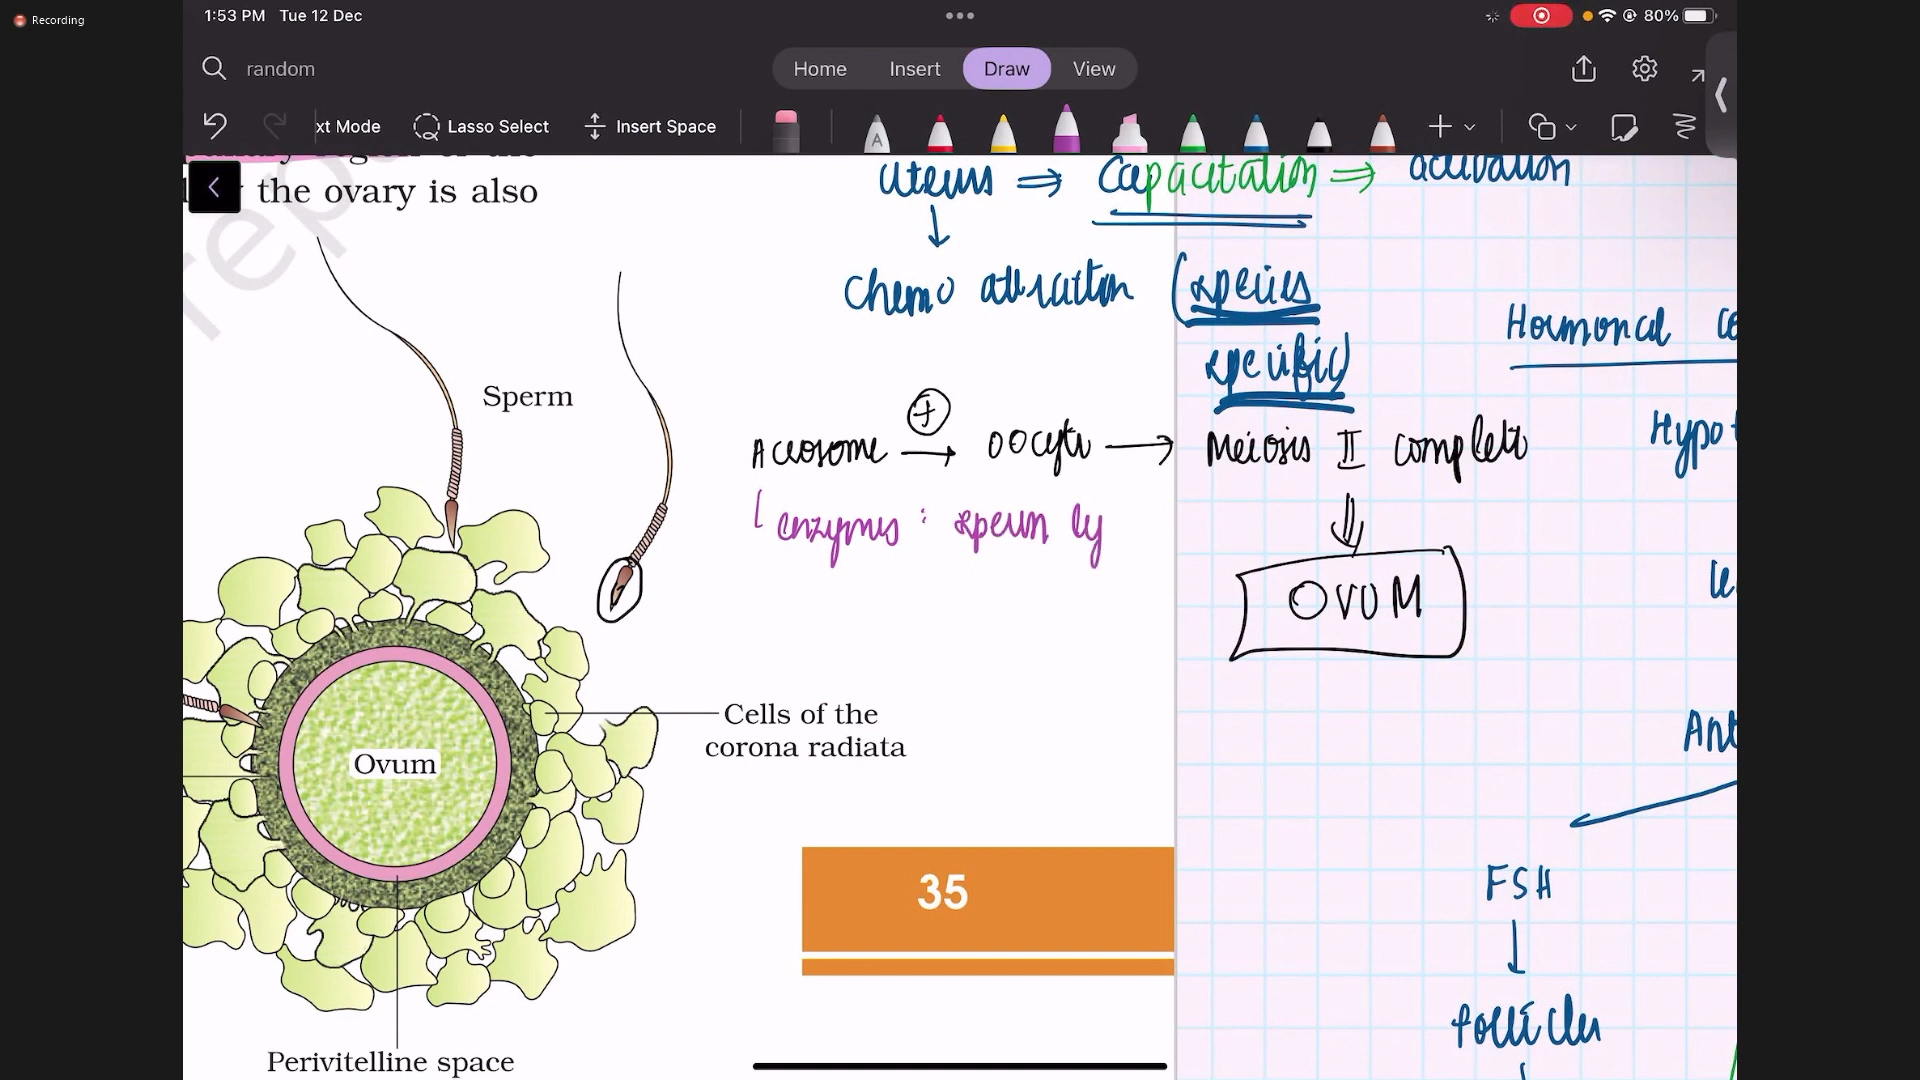 Recording
1:53 PM Tue 12 Dec
80%
random
Home Insert Draw View
xt Mode Lasso Select Insert Space
the ovary is also
Uterus ⇒ Capacitation ⇒ activation
↓
Chemo attraction (species
specific)
Hormonal
Sperm
Acrosome → + Oocyte → Meiosis II complete
enzymes : sperm ly
OVUM
Cells of the
corona radiata
Ovum
35
FSH
↓
Perivitelline space